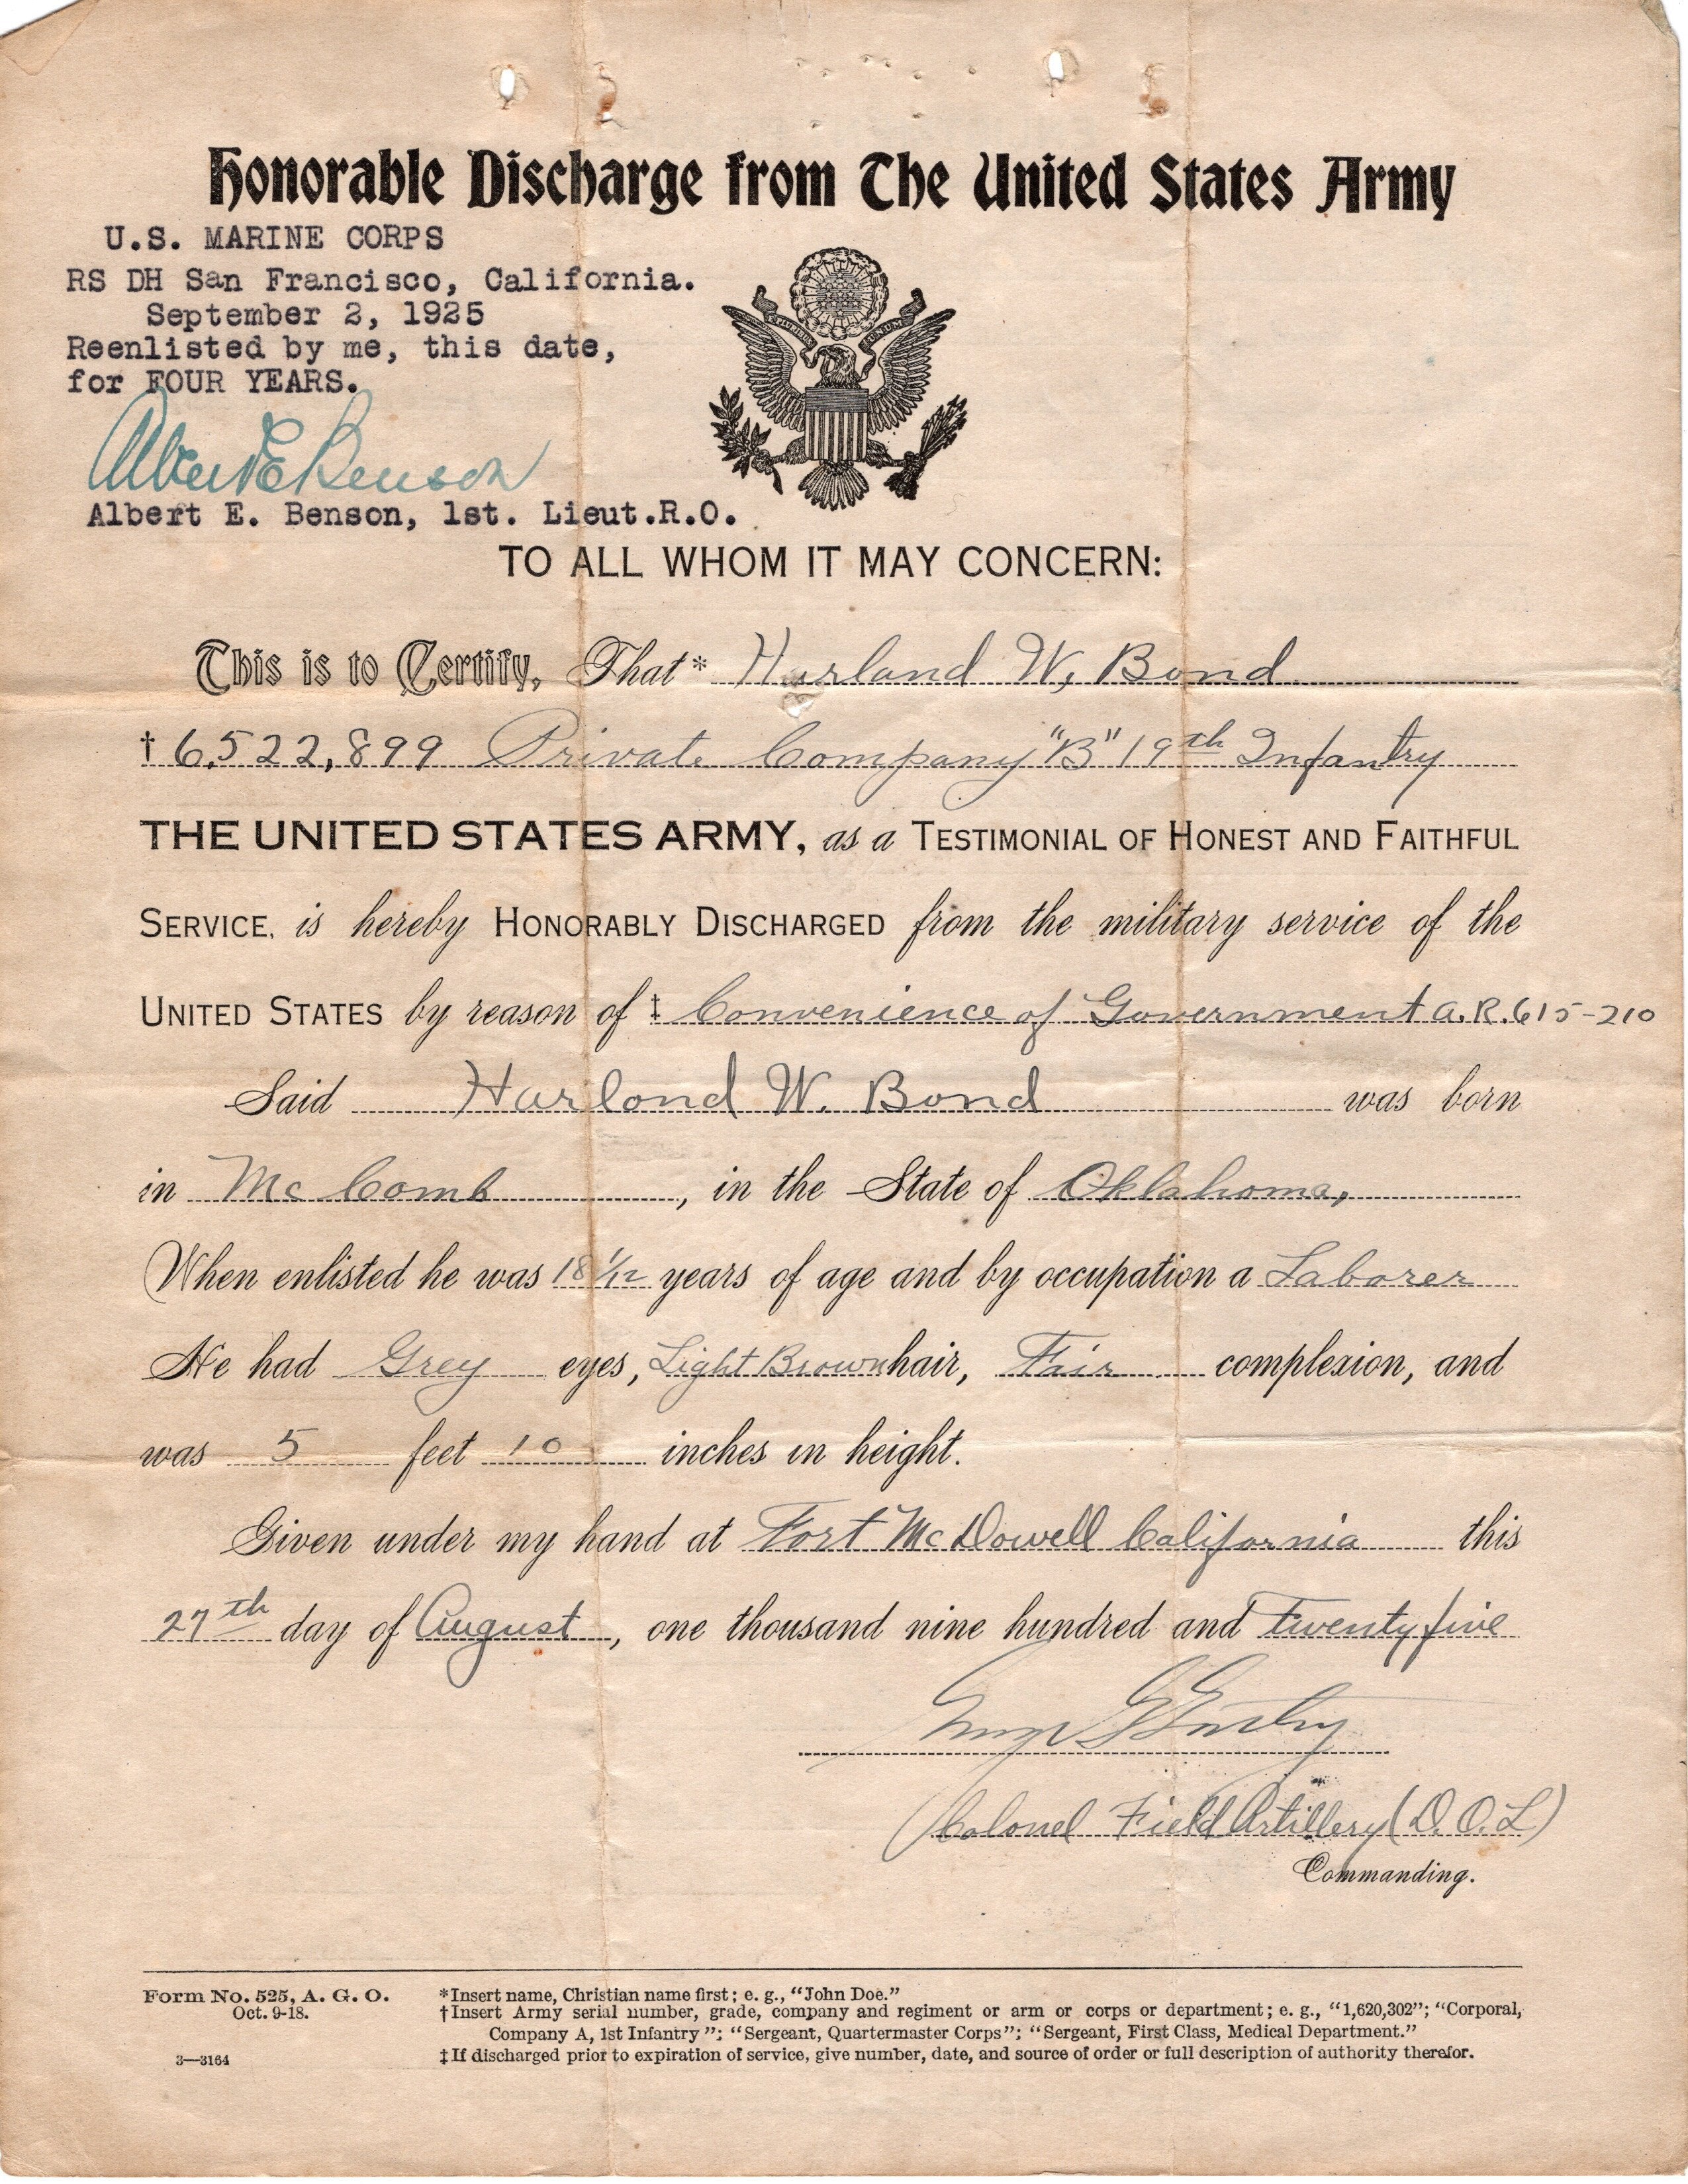 Honorable Discharge from The United States Army
U.S. MARINE CORPS
RS DH San Francisco, California.
September 2, 1925
Reenlisted by me, this date,
for FOUR YEARS.
Albert E Benson
Albert E. Benson, 1st. Lieut.R.O.
TO ALL WHOM IT MAY CONCERN:
This is to Certify, That* Harland W. Bond
† 6,522,899 Private Company "B" 19th Infantry
THE UNITED STATES ARMY, as a TESTIMONIAL OF HONEST AND FAITHFUL
SERVICE, is hereby HONORABLY DISCHARGED from the military service of the
UNITED STATES by reason of ‡ Convenience of Government A.R. 615-210
Said Harland W. Bond was born
in Mc Comb, in the State of Oklahoma,
When enlisted he was 18 1/12 years of age and by occupation a Laborer
He had Grey eyes, Light Brown hair, Fair complexion, and
was 5 feet 10 inches in height.
Given under my hand at Fort McDowell California this
27th day of August, one thousand nine hundred and twenty five
Colonel Field Artillery (D.O.L)
Commanding.
Form No. 525, A. G. O.
Oct. 9-18.
3—3164
*Insert name, Christian name first; e. g., "John Doe."
†Insert Army serial number, grade, company and regiment or arm or corps or department; e. g., "1,620,302"; "Corporal,
Company A, 1st Infantry"; "Sergeant, Quartermaster Corps"; "Sergeant, First Class, Medical Department."
‡If discharged prior to expiration of service, give number, date, and source of order or full description of authority therefor.